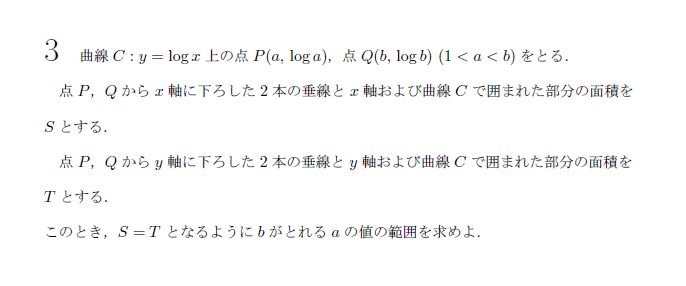 3 曲線 C : y = log x 上の点 P(a, log a), 点 Q(b, log b) (1 < a < b) をとる.
点 P, Q から x 軸に下ろした 2 本の垂線と x 軸および曲線 C で囲まれた部分の面積を
S とする.
点 P, Q から y 軸に下ろした 2 本の垂線と y 軸および曲線 C で囲まれた部分の面積を
T とする.
このとき, S = T となるように b がとれる a の値の範囲を求めよ.